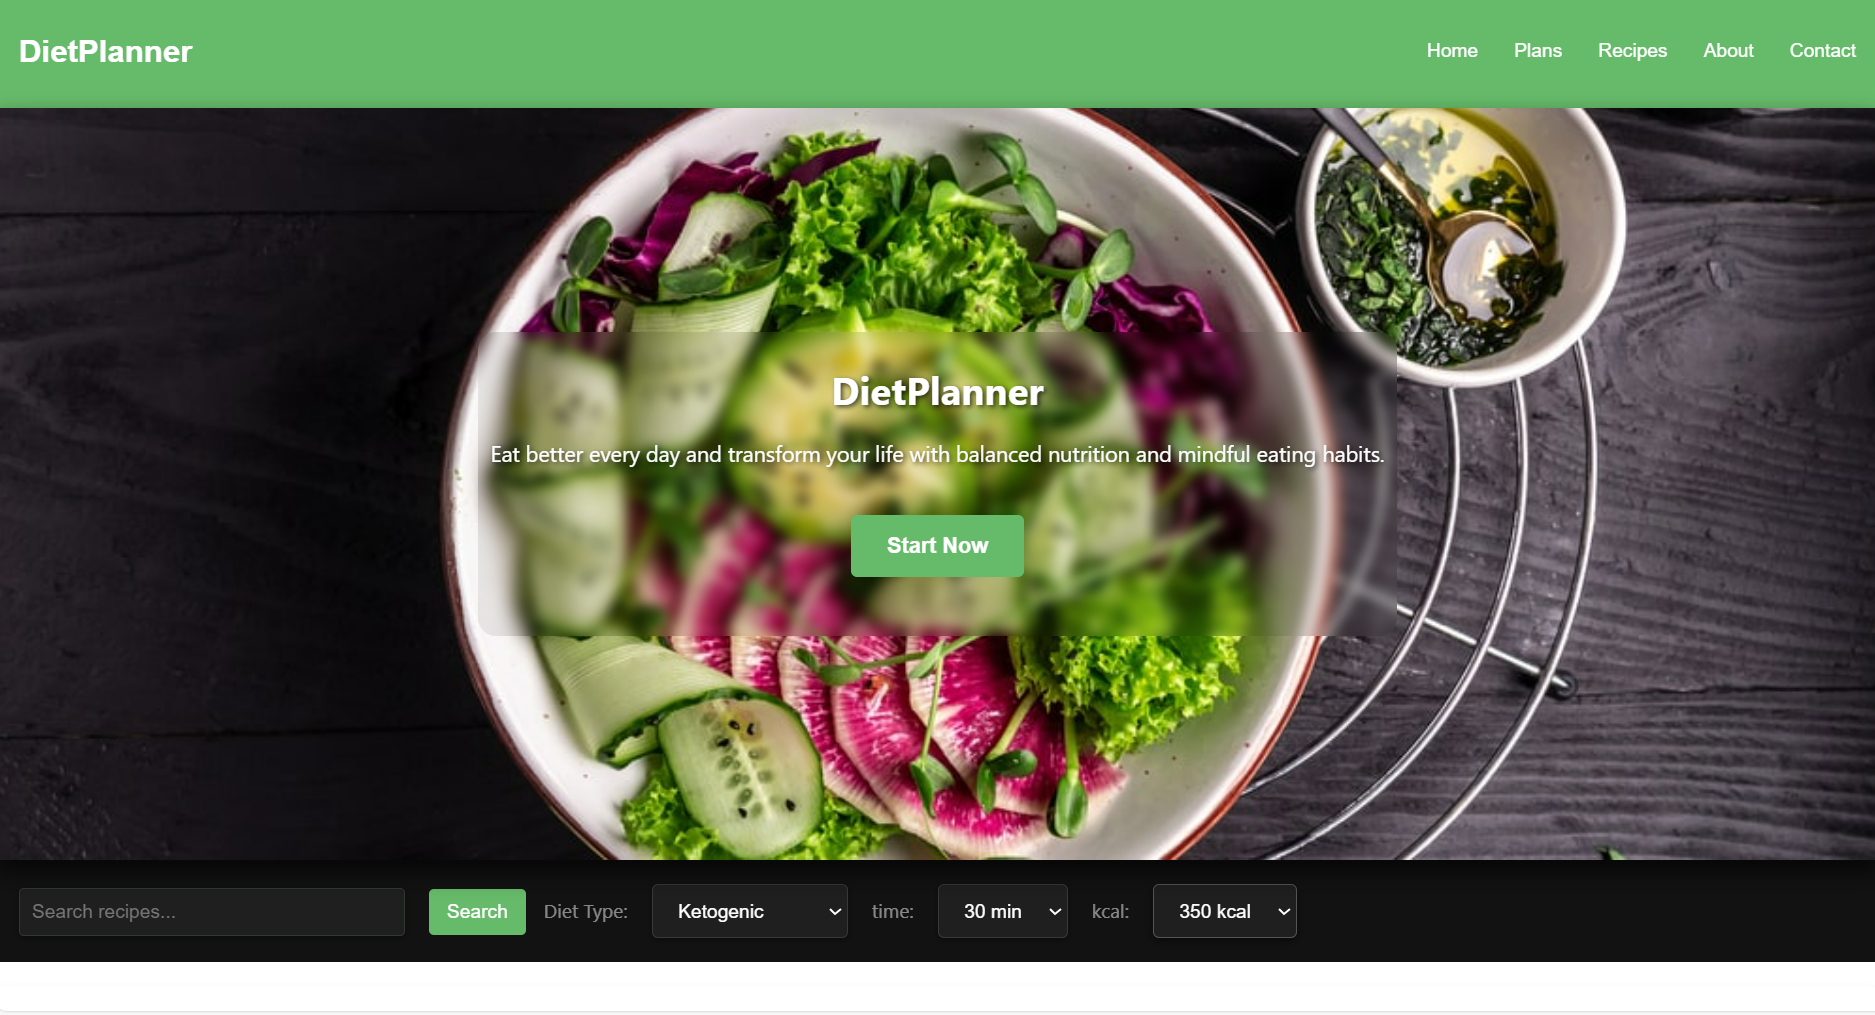 DietPlanner
Home Plans Recipes About Contact
DietPlanner
Eat better every day and transform your life with balanced nutrition and mindful eating habits.
Start Now
Search recipes... Search Diet Type: Ketogenic time: 30 min kcal: 350 kcal